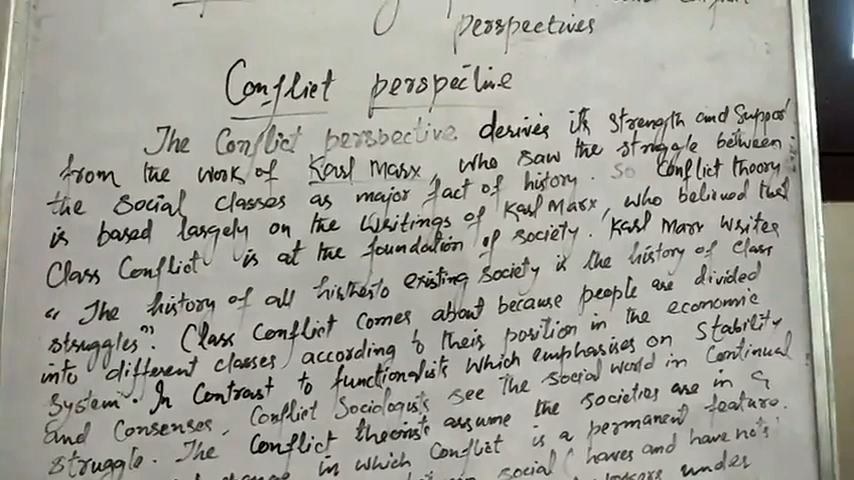 perspectives
Conflict perspective
The Conflict perspective derives its strength and Support
from the work of Karl Marx, who saw the struggle between
the social classes as major fact of history. So Conflict theory
is based largely on the writings of Karl Marx, who believed that
Class Conflict is at the foundation of society. Karl Marx writes
"The history of all hitherto existing Society is the history of class
struggles". Class Conflict comes about because people are divided
into different classes according to their position in the economic
System. In Contrast to functionalists which emphasises on Stability
and Consenses, Conflict Sociologists see the social world in Continual
struggle. The Conflict theorists assume the societies are in a
in which Conflict is a permanent feature.
social (haves and have nots
under